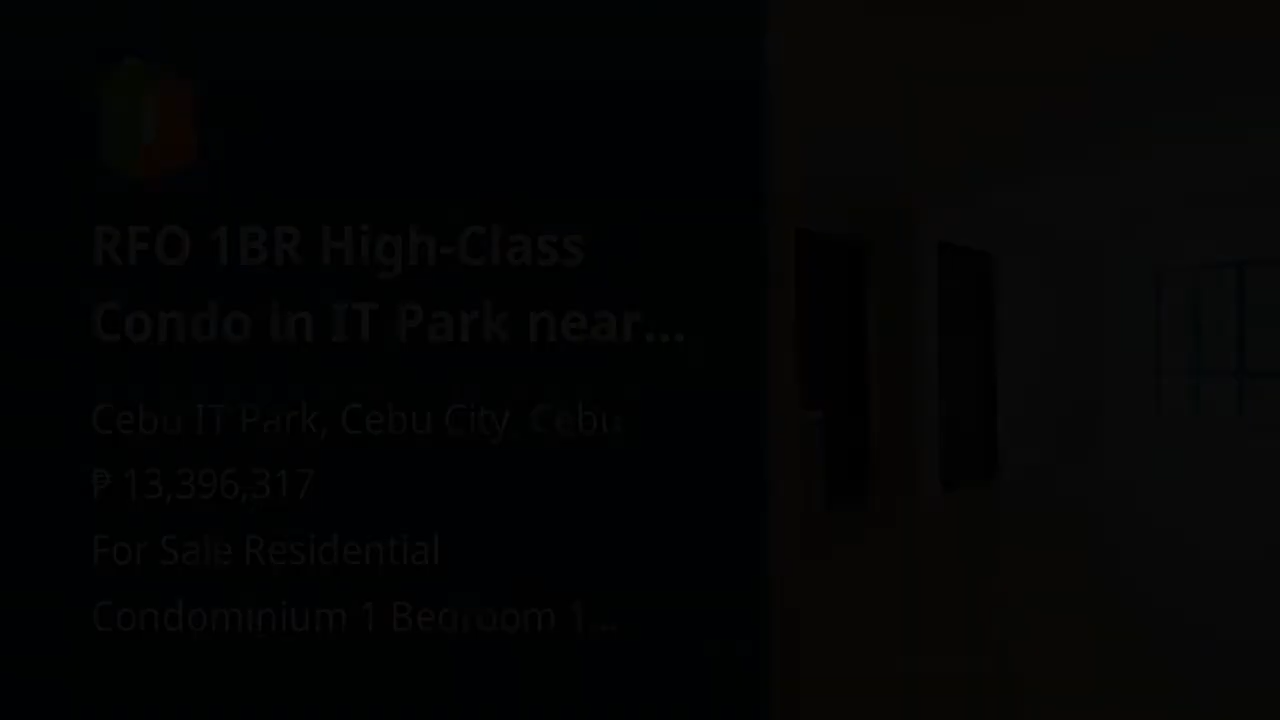 RFO 1BR High-Class
Condo in IT Park near...
Cebu IT Park, Cebu City, Cebu
₱ 13,396,317
For Sale Residential
Condominium 1 Bedroom 1...